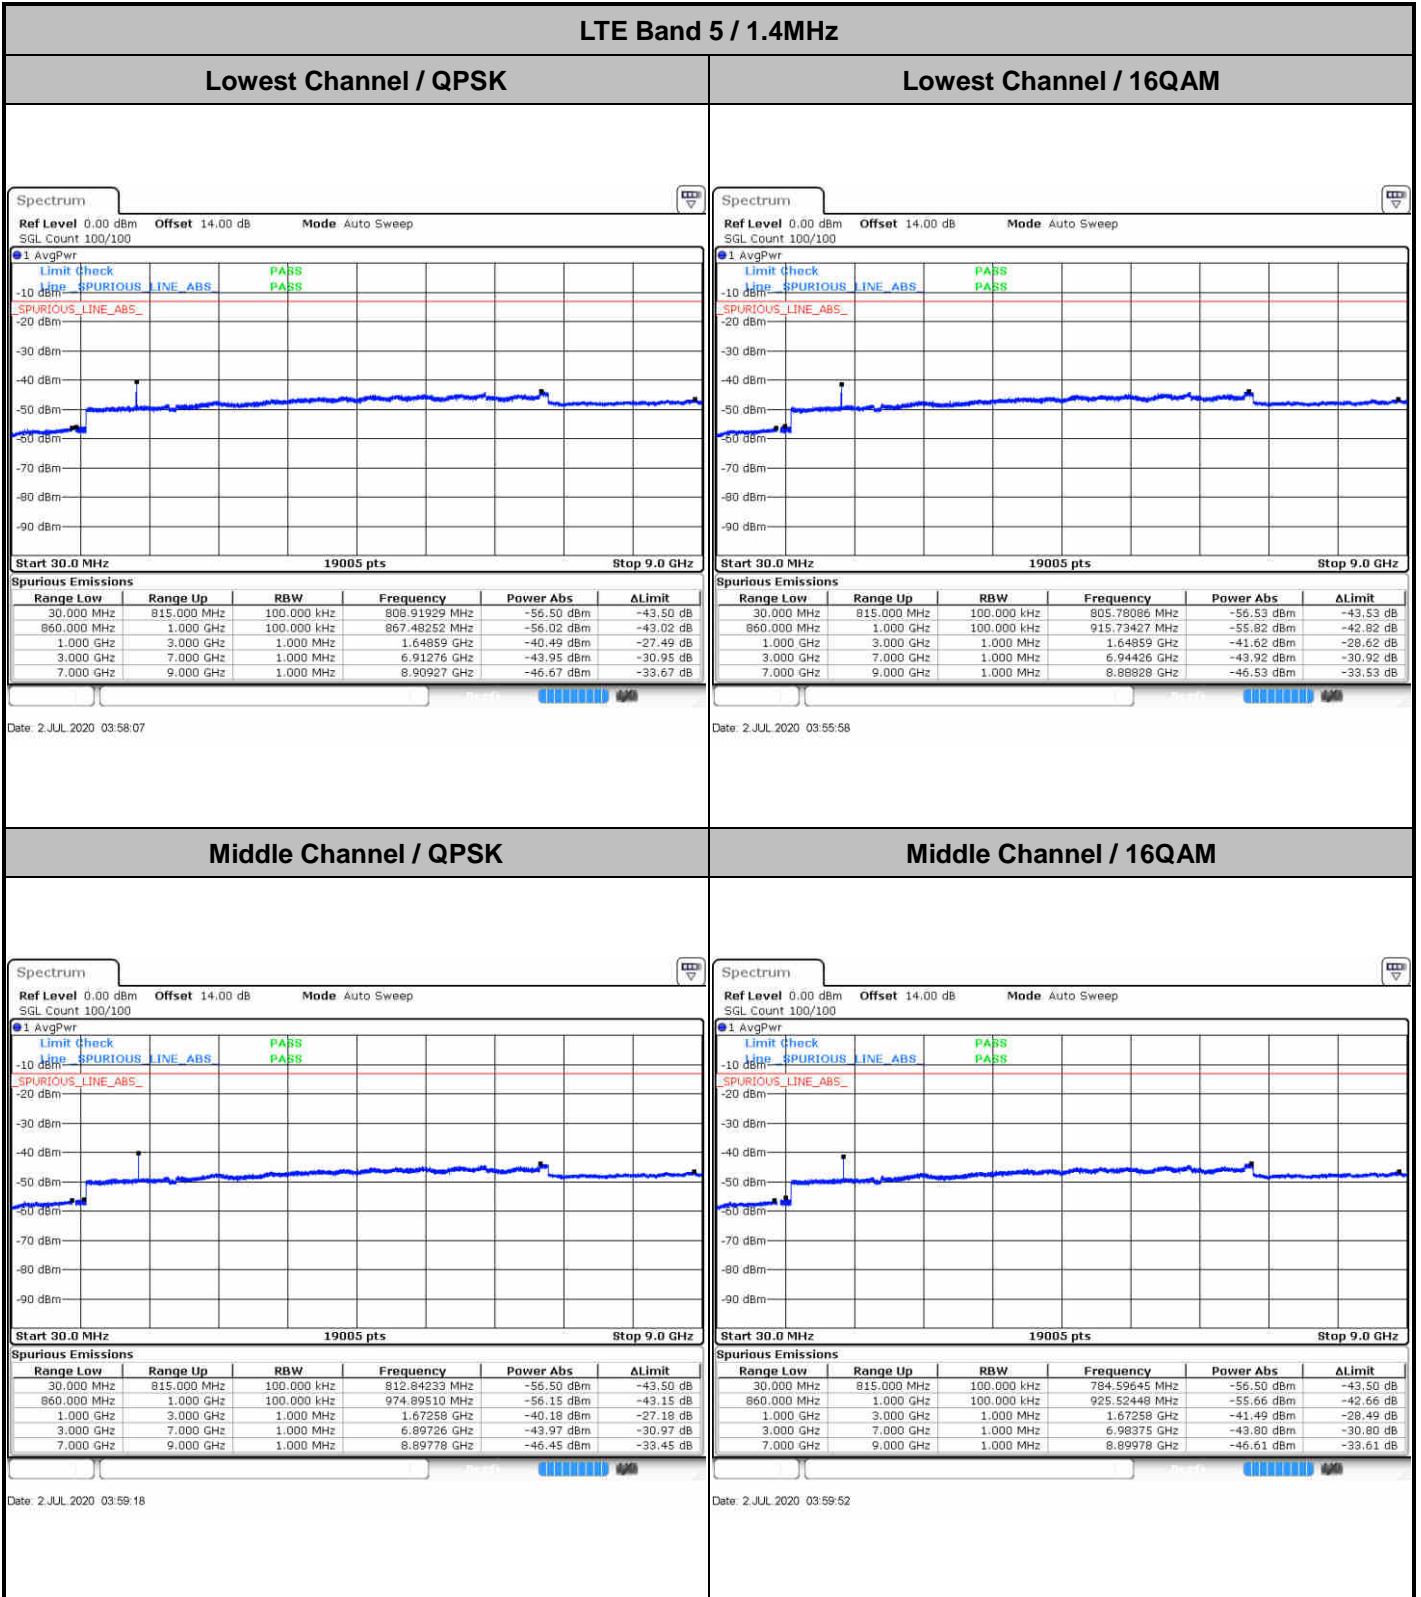 LTE Band 5 / 1.4MHz
Lowest Channel / QPSK
Lowest Channel / 16QAM
Spectrum
Ref Level 0.00 dBm Offset 14.00 dB Mode Auto Sweep
SGL Count 100/100
1 AvgPwr
Limit Check PASS
Line _SPURIOUS_LINE_ABS_ PASS
-10 dBm
_SPURIOUS_LINE_ABS_
-20 dBm
-30 dBm
-40 dBm
-50 dBm
-60 dBm
-70 dBm
-80 dBm
-90 dBm
Start 30.0 MHz 19005 pts Stop 9.0 GHz
Spurious Emissions
Range Low Range Up RBW Frequency Power Abs ΔLimit
30.000 MHz 815.000 MHz 100.000 kHz 808.91929 MHz -56.50 dBm -43.50 dB
860.000 MHz 1.000 GHz 100.000 kHz 867.48252 MHz -56.02 dBm -43.02 dB
1.000 GHz 3.000 GHz 1.000 MHz 1.64859 GHz -40.49 dBm -27.49 dB
3.000 GHz 7.000 GHz 1.000 MHz 6.91276 GHz -43.95 dBm -30.95 dB
7.000 GHz 9.000 GHz 1.000 MHz 8.90927 GHz -46.67 dBm -33.67 dB
Date: 2.JUL.2020 03:58:07
Spectrum
Ref Level 0.00 dBm Offset 14.00 dB Mode Auto Sweep
SGL Count 100/100
1 AvgPwr
Limit Check PASS
Line _SPURIOUS_LINE_ABS_ PASS
-10 dBm
_SPURIOUS_LINE_ABS_
-20 dBm
-30 dBm
-40 dBm
-50 dBm
-60 dBm
-70 dBm
-80 dBm
-90 dBm
Start 30.0 MHz 19005 pts Stop 9.0 GHz
Spurious Emissions
Range Low Range Up RBW Frequency Power Abs ΔLimit
30.000 MHz 815.000 MHz 100.000 kHz 805.78086 MHz -56.53 dBm -43.53 dB
860.000 MHz 1.000 GHz 100.000 kHz 915.73427 MHz -55.82 dBm -42.82 dB
1.000 GHz 3.000 GHz 1.000 MHz 1.64859 GHz -41.62 dBm -28.62 dB
3.000 GHz 7.000 GHz 1.000 MHz 6.94426 GHz -43.92 dBm -30.92 dB
7.000 GHz 9.000 GHz 1.000 MHz 8.88828 GHz -46.53 dBm -33.53 dB
Date: 2.JUL.2020 03:55:58
Middle Channel / QPSK
Middle Channel / 16QAM
Spectrum
Ref Level 0.00 dBm Offset 14.00 dB Mode Auto Sweep
SGL Count 100/100
1 AvgPwr
Limit Check PASS
Line _SPURIOUS_LINE_ABS_ PASS
-10 dBm
_SPURIOUS_LINE_ABS_
-20 dBm
-30 dBm
-40 dBm
-50 dBm
-60 dBm
-70 dBm
-80 dBm
-90 dBm
Start 30.0 MHz 19005 pts Stop 9.0 GHz
Spurious Emissions
Range Low Range Up RBW Frequency Power Abs ΔLimit
30.000 MHz 815.000 MHz 100.000 kHz 812.84233 MHz -56.50 dBm -43.50 dB
860.000 MHz 1.000 GHz 100.000 kHz 974.89510 MHz -56.15 dBm -43.15 dB
1.000 GHz 3.000 GHz 1.000 MHz 1.67258 GHz -40.18 dBm -27.18 dB
3.000 GHz 7.000 GHz 1.000 MHz 6.89726 GHz -43.97 dBm -30.97 dB
7.000 GHz 9.000 GHz 1.000 MHz 8.89778 GHz -46.45 dBm -33.45 dB
Date: 2.JUL.2020 03:59:18
Spectrum
Ref Level 0.00 dBm Offset 14.00 dB Mode Auto Sweep
SGL Count 100/100
1 AvgPwr
Limit Check PASS
Line _SPURIOUS_LINE_ABS_ PASS
-10 dBm
_SPURIOUS_LINE_ABS_
-20 dBm
-30 dBm
-40 dBm
-50 dBm
-60 dBm
-70 dBm
-80 dBm
-90 dBm
Start 30.0 MHz 19005 pts Stop 9.0 GHz
Spurious Emissions
Range Low Range Up RBW Frequency Power Abs ΔLimit
30.000 MHz 815.000 MHz 100.000 kHz 784.59645 MHz -56.50 dBm -43.50 dB
860.000 MHz 1.000 GHz 100.000 kHz 925.52448 MHz -55.66 dBm -42.66 dB
1.000 GHz 3.000 GHz 1.000 MHz 1.67258 GHz -41.49 dBm -28.49 dB
3.000 GHz 7.000 GHz 1.000 MHz 6.98375 GHz -43.80 dBm -30.80 dB
7.000 GHz 9.000 GHz 1.000 MHz 8.89978 GHz -46.61 dBm -33.61 dB
Date: 2.JUL.2020 03:59:52